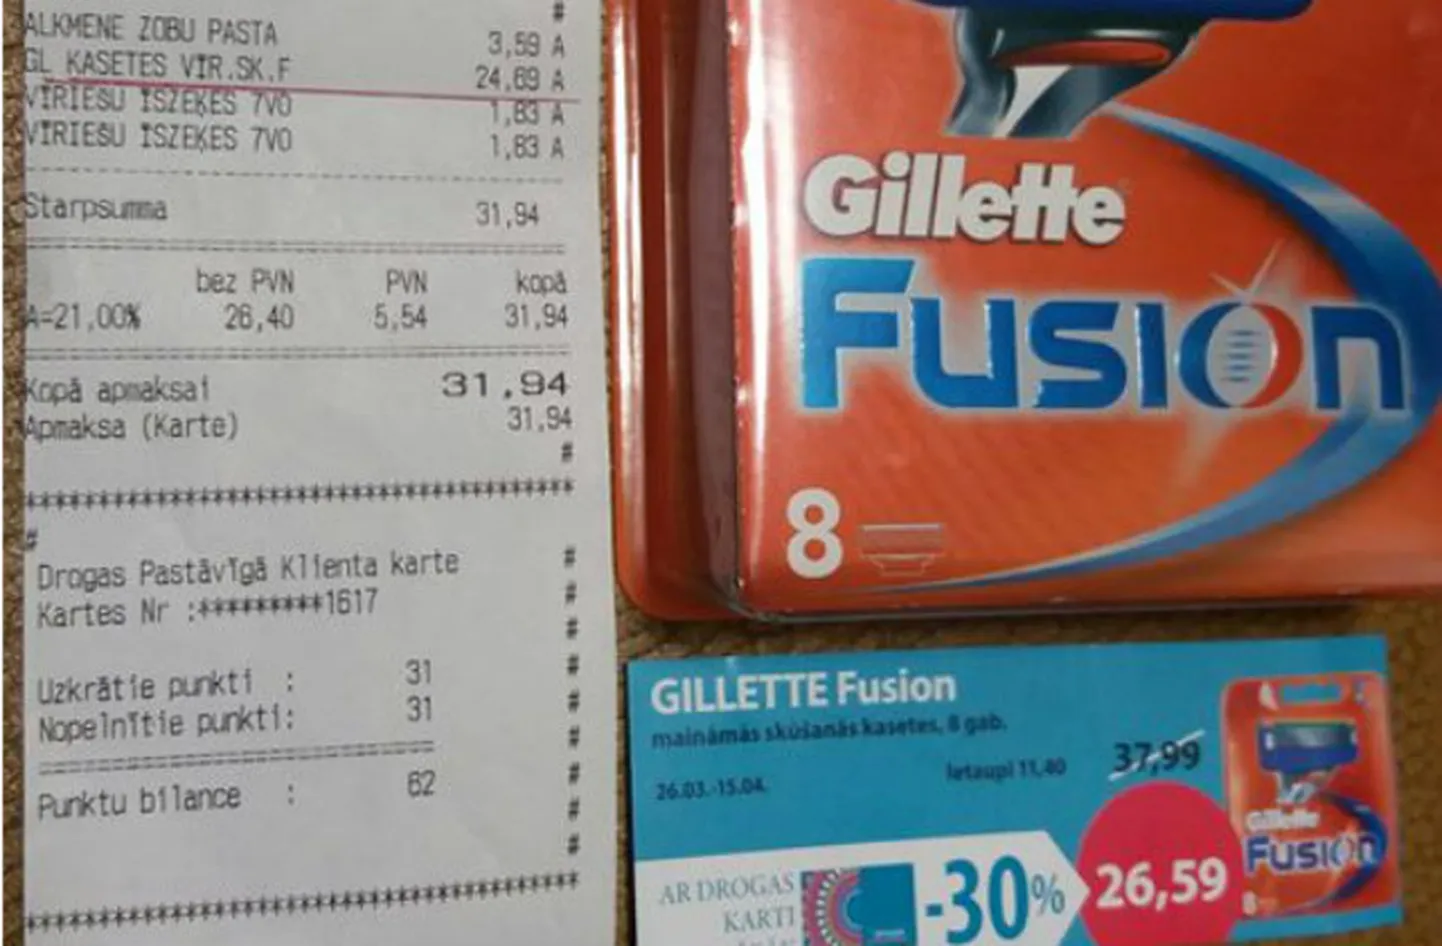 #
ALKMENE ZOBU PASTA 3,59 A
GL KASETES VĪR.SK.F 24,69 A
VĪRIEŠU ĪSZEĶES 7VO 1,83 A
VĪRIEŠU ĪSZEĶES 7VO 1,83 A
Starpsumma 31,94
bez PVN PVN kopā
A=21,00% 26,40 5,54 31,94
Kopā apmaksai 31,94
Apmaksa (Karte) 31,94
#
****************************************
#
Drogas Pastāvīgā Klienta karte
Kartes Nr :*********1617
Uzkrātie punkti : 31
Nopelnītie punkti: 31
Punktu bilance : 62
****************************************
Gillette
FUSION
8
GILLETTE Fusion
maināmās skūšanās kasetes, 8 gab.
37,99
Ietaupi 11,40
26.03.-15.04.
AR DROGAS
KARTI
-30%
26,59
Gillette
FUSION
8